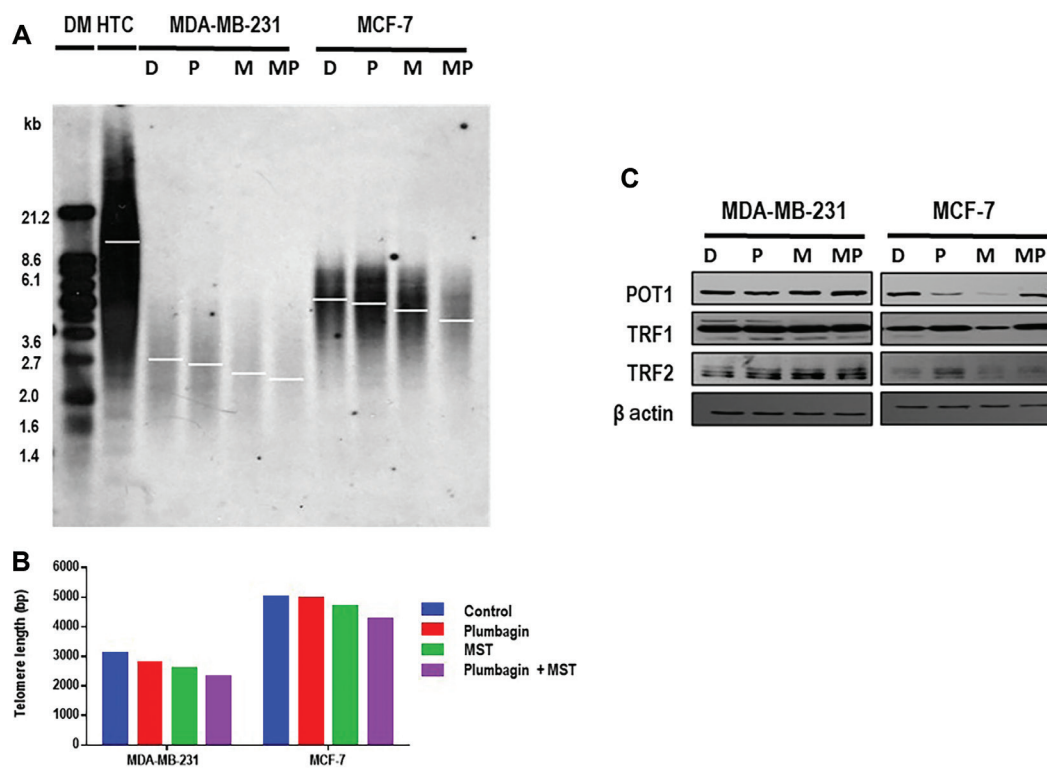 A
DM HTC MDA-MB-231 MCF-7
D P M MP D P M MP
kb
21.2
8.6
6.1
3.6
2.7
2.0
1.6
1.4
B
Telomere length (bp)
6000
5000
4000
3000
2000
1000
0
MDA-MB-231 MCF-7
Control
Plumbagin
MST
Plumbagin + MST
C
MDA-MB-231 MCF-7
D P M MP D P M MP
POT1
TRF1
TRF2
β actin